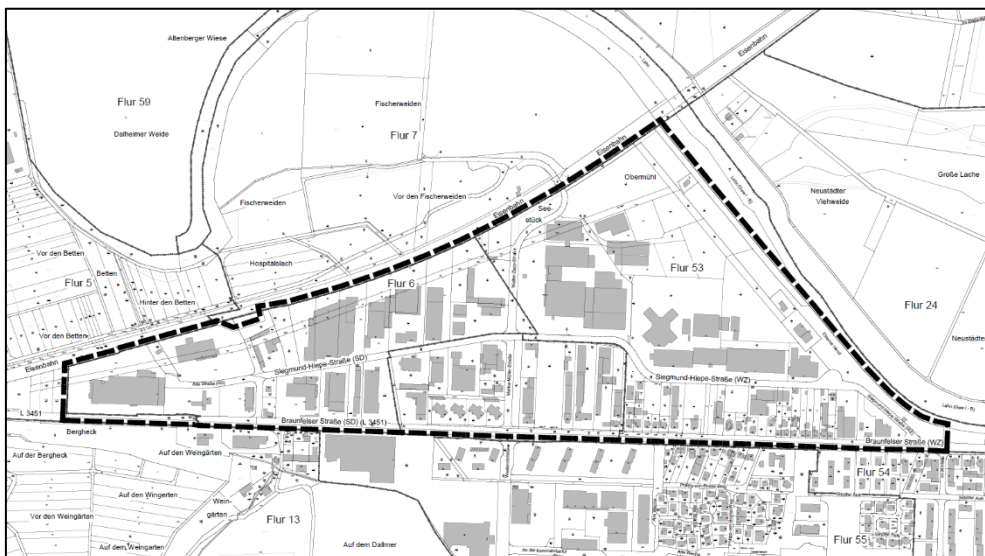 Altenberger Wiese
Eisenbahn
Flur 59
Dalheimer Weide
Fischerweiden
Flur 7
Lahn
Eisenbahn
Obermühl
Große Lache
Neustädter
Viehweide
Vor den Fischerweiden
Fischerweiden
Eisenbahn
See-
stück
Vor den Betten
Betten
Flur 5
Hospitalslach
Flur 6
Flur 53
Hinter den Betten
Flur 24
Vor den Betten
Neustädter
Eisenbahn
Siegmund-Hiepe-Straße (SD)
Siegmund-Hiepe-Straße (WZ)
Alte Straße (SD)
L 3451
Braunfelser Straße (SD) (L 3451)
Braunfelser Straße (WZ)
Bergheck
Auf der Bergheck
Auf den Weingärten
Flur 54
Auf den Wingerten
Vor den Weingärten
Wein-
gärten
Flur 13
Auf dem Weingarten
Auf dem Dallmer
Flur 55